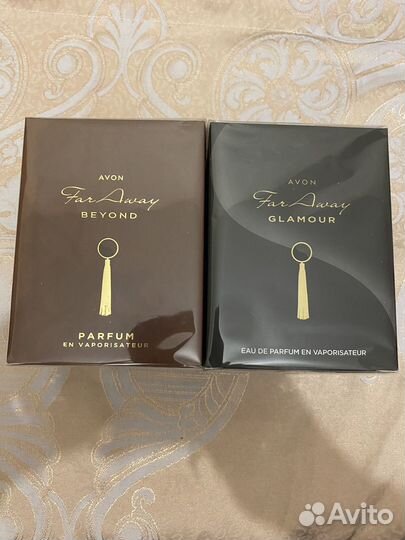 AVON
Far Away
BEYOND
PARFUM
EN VAPORISATEUR
AVON
Far Away
GLAMOUR
EAU DE PARFUM EN VAPORISATEUR
Avito